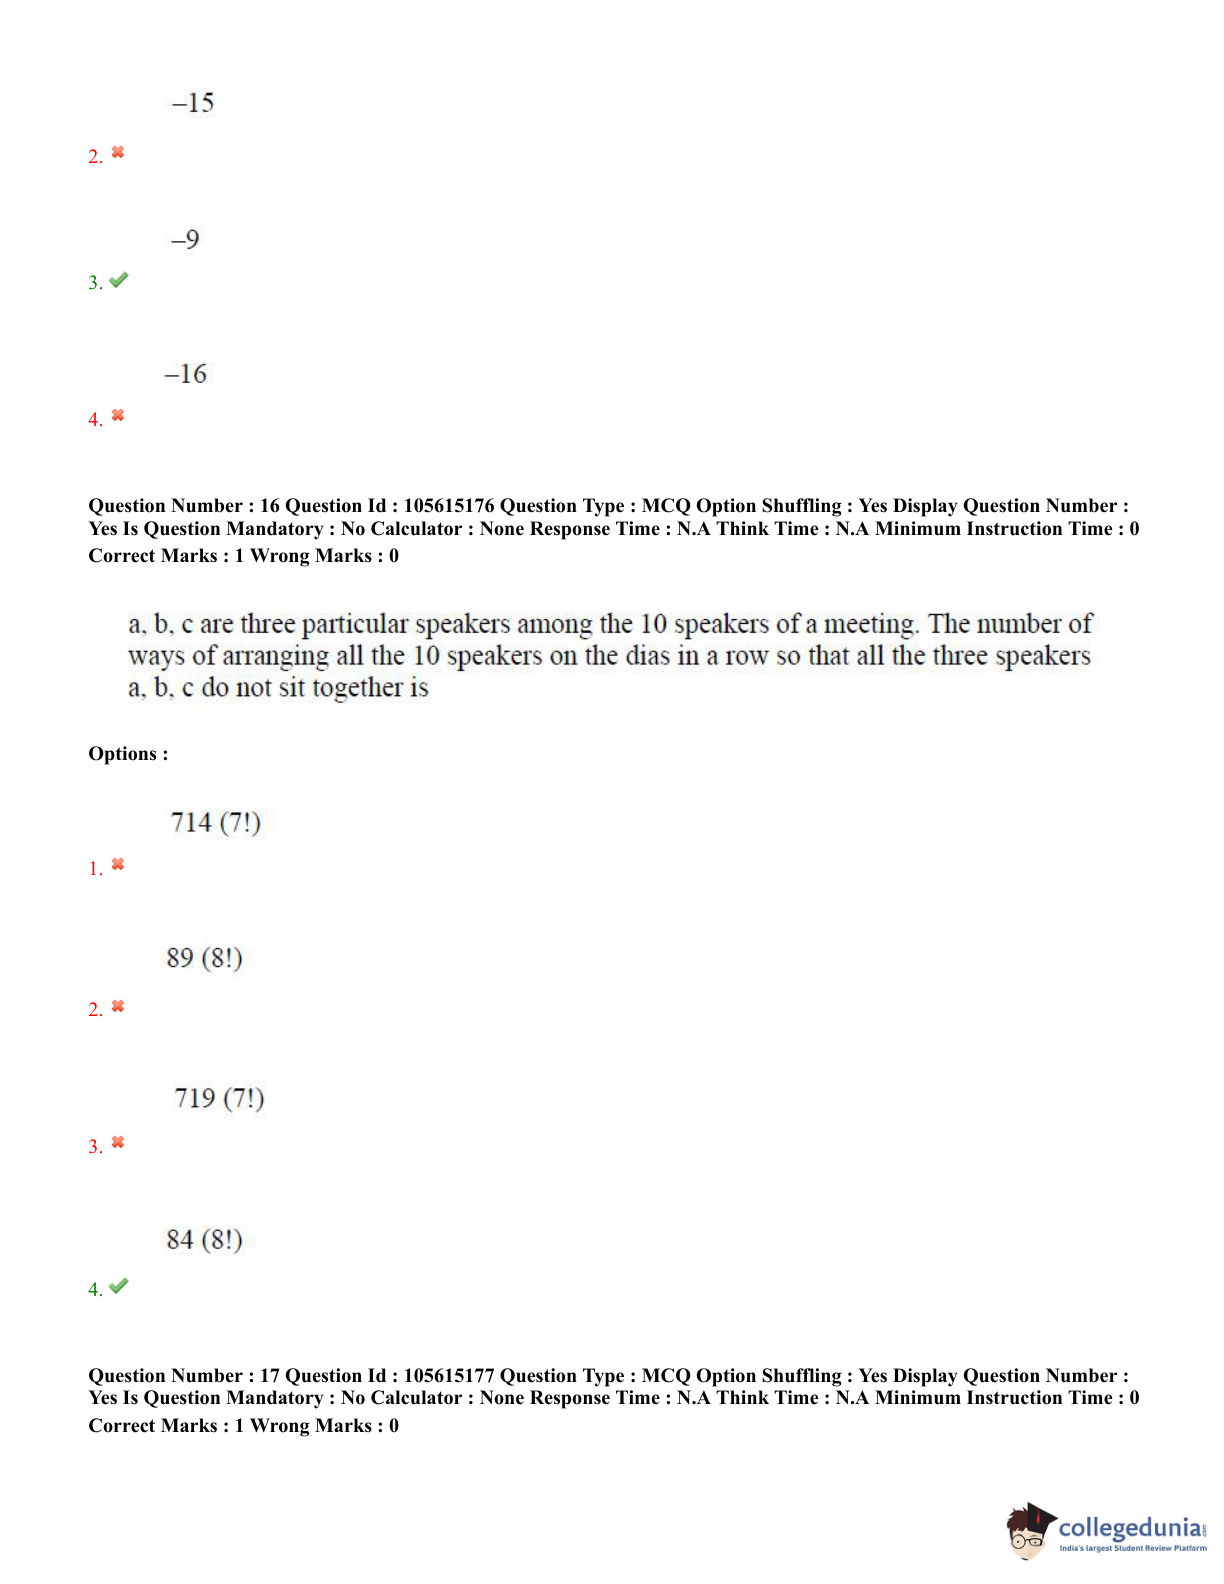 –15
2.
–9
3.
–16
4.
Question Number : 16 Question Id : 105615176 Question Type : MCQ Option Shuffling : Yes Display Question Number :
Yes Is Question Mandatory : No Calculator : None Response Time : N.A Think Time : N.A Minimum Instruction Time : 0
Correct Marks : 1 Wrong Marks : 0
a, b, c are three particular speakers among the 10 speakers of a meeting. The number of
ways of arranging all the 10 speakers on the dias in a row so that all the three speakers
a, b, c do not sit together is
Options :
714 (7!)
1.
89 (8!)
2.
719 (7!)
3.
84 (8!)
4.
Question Number : 17 Question Id : 105615177 Question Type : MCQ Option Shuffling : Yes Display Question Number :
Yes Is Question Mandatory : No Calculator : None Response Time : N.A Think Time : N.A Minimum Instruction Time : 0
Correct Marks : 1 Wrong Marks : 0
collegedunia.com
India's largest Student Review Platform